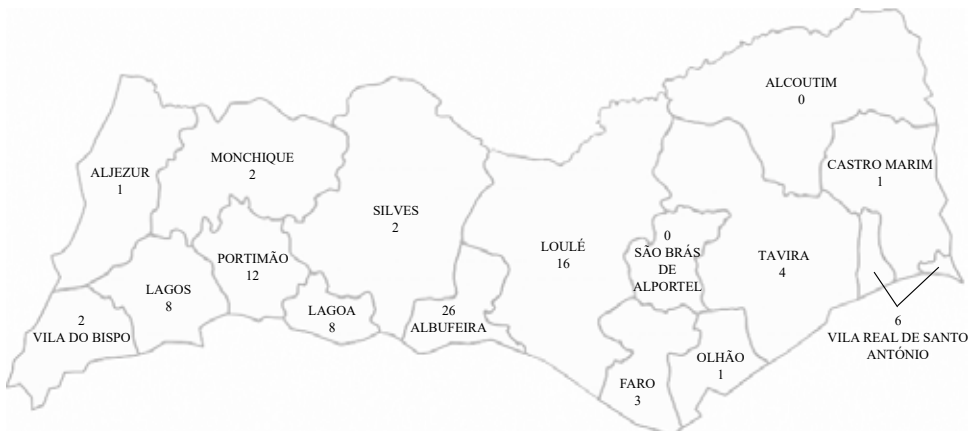 ALCOUTIM
0
ALJEZUR
1
MONCHIQUE
2
CASTRO MARIM
1
SILVES
2
PORTIMÃO
12
LOULÉ
16
0
SÃO BRÁS
DE
ALPORTEL
TAVIRA
4
LAGOS
8
LAGOA
8
26
ALBUFEIRA
2
VILA DO BISPO
6
VILA REAL DE SANTO
ANTÓNIO
OLHÃO
1
FARO
3